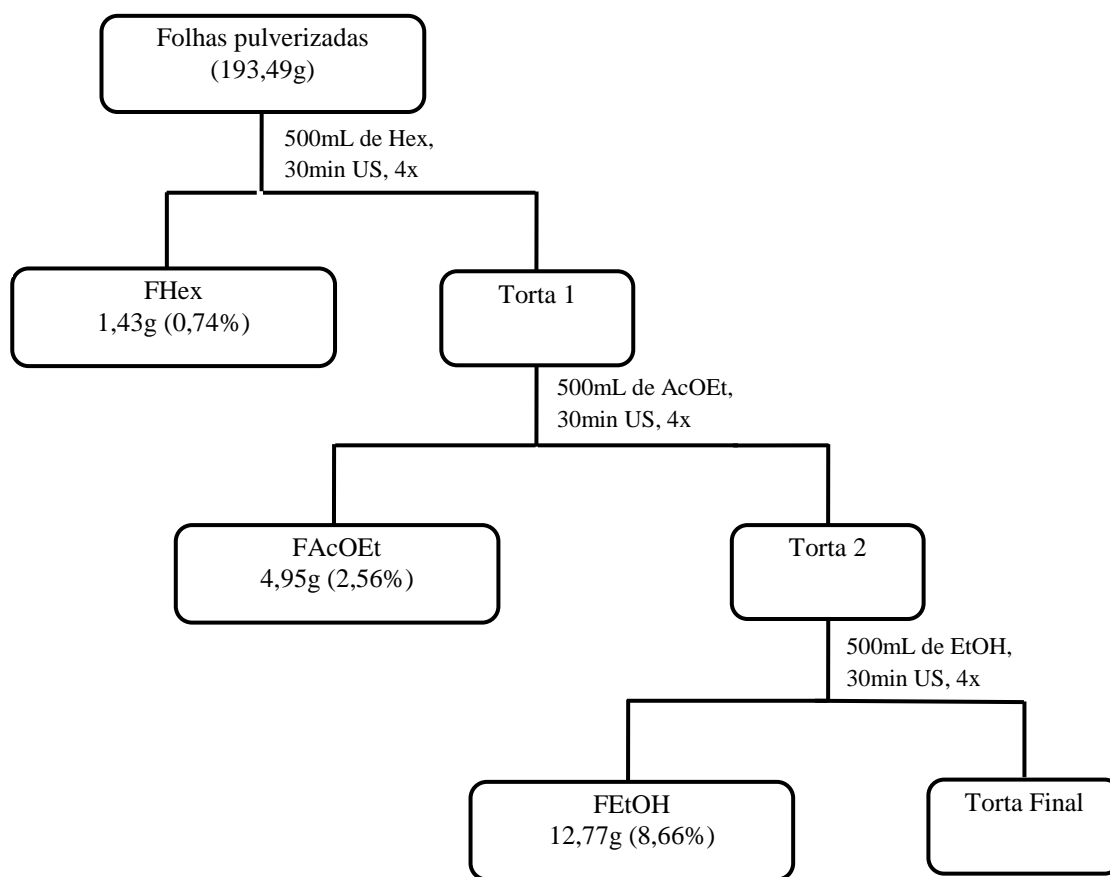 Folhas pulverizadas
(193,49g)
500mL de Hex,
30min US, 4x
FHex
1,43g (0,74%)
Torta 1
500mL de AcOEt,
30min US, 4x
FAcOEt
4,95g (2,56%)
Torta 2
500mL de EtOH,
30min US, 4x
FEtOH
12,77g (8,66%)
Torta Final